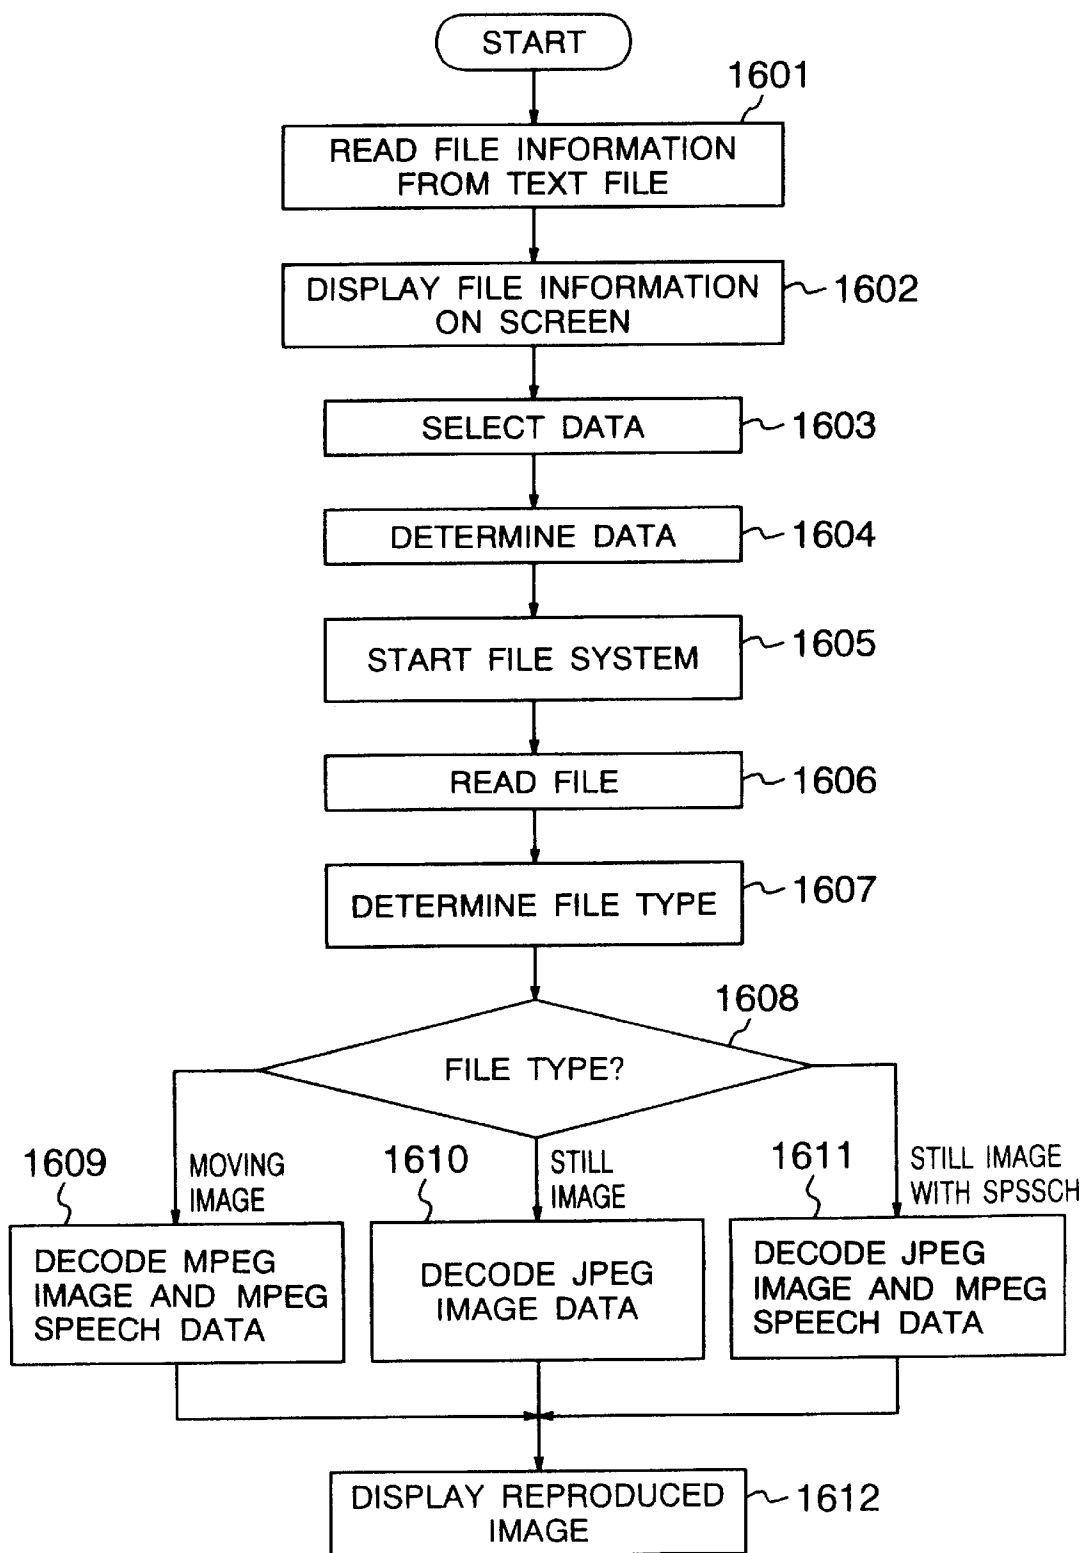 START
1601
READ FILE INFORMATION
FROM TEXT FILE
DISPLAY FILE INFORMATION
ON SCREEN
1602
SELECT DATA
1603
DETERMINE DATA
1604
START FILE SYSTEM
1605
READ FILE
1606
DETERMINE FILE TYPE
1607
1608
FILE TYPE?
1609
MOVING
IMAGE
1610
STILL
IMAGE
1611
STILL IMAGE
WITH SPSSCH
DECODE MPEG
IMAGE AND MPEG
SPEECH DATA
DECODE JPEG
IMAGE DATA
DECODE JPEG
IMAGE AND MPEG
SPEECH DATA
DISPLAY REPRODUCED
IMAGE
1612